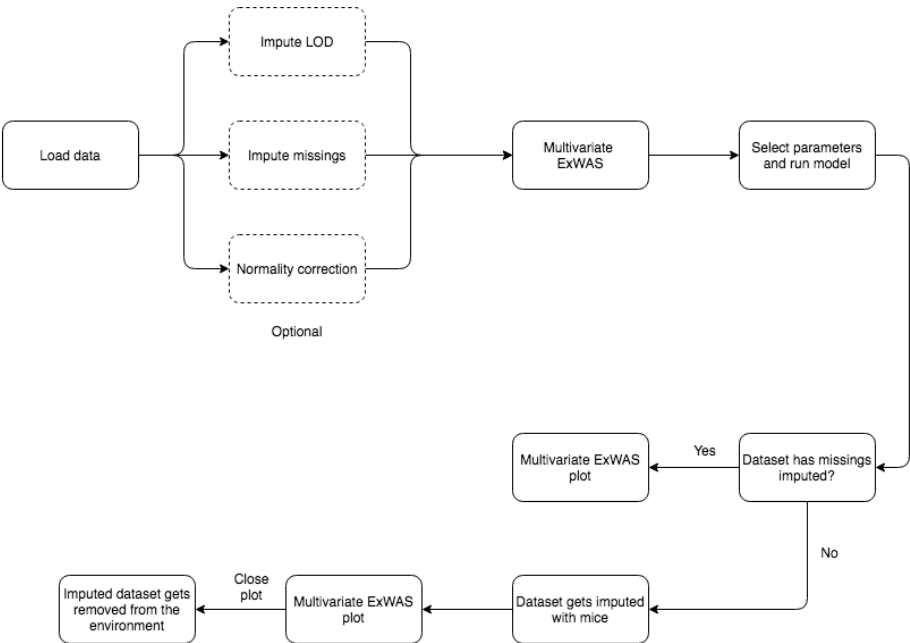 Impute LOD
Load data
Impute missings
Multivariate
ExWAS
Select parameters
and run model
Normality correction
Optional
Multivariate ExWAS
plot
Yes
Dataset has missings
imputed?
No
Imputed dataset gets
removed from the
environment
Close
plot
Multivariate ExWAS
plot
Dataset gets imputed
with mice